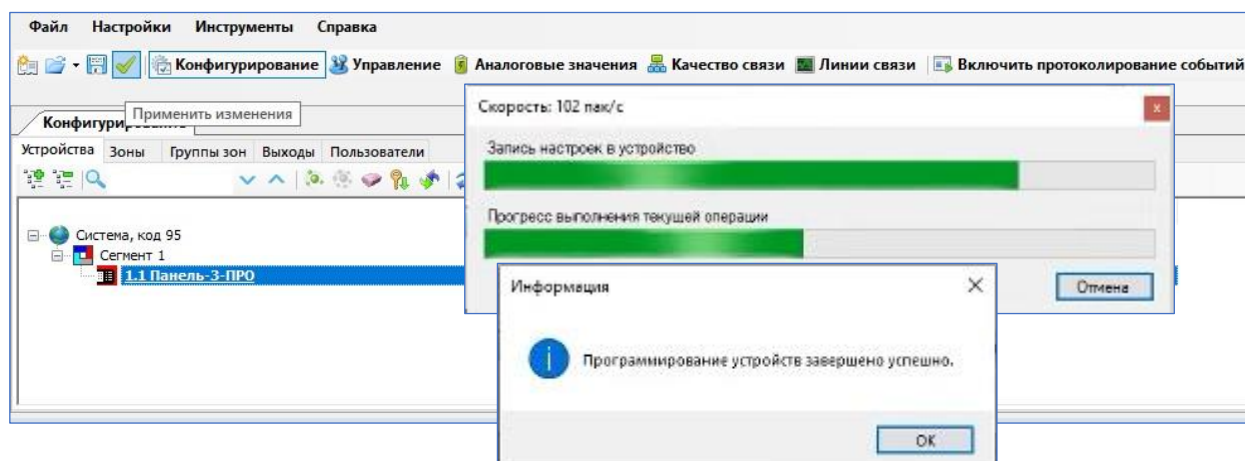 Файл Настройки Инструменты Справка
Конфигурирование Управление Аналоговые значения Качество связи Линии связи Включить протоколирование событий
Применить изменения
Устройства Зоны Группы зон Выходы Пользователи
Система, код 95
Сегмент 1
1.1 Панель-3-ПРО
Скорость: 102 пак/с
Запись настроек в устройство
Прогресс выполнения текущей операции
Отмена
Информация
Программирование устройств завершено успешно.
OK